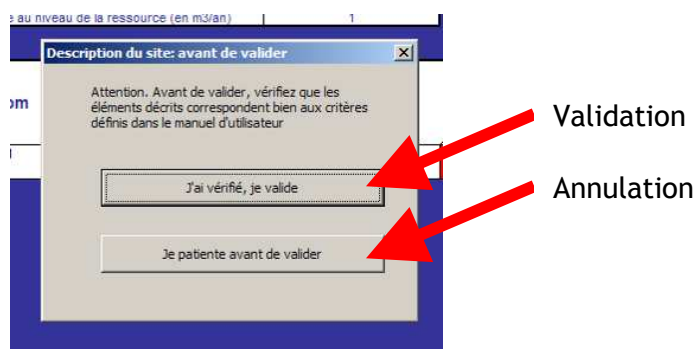 au niveau de la ressource (en m3/an) 1
Description du site: avant de valider
Attention. Avant de valider, vérifiez que les
éléments décrits correspondent bien aux critères
définis dans le manuel d'utilisateur
J'ai vérifié, je valide
Je patiente avant de valider
Validation
Annulation